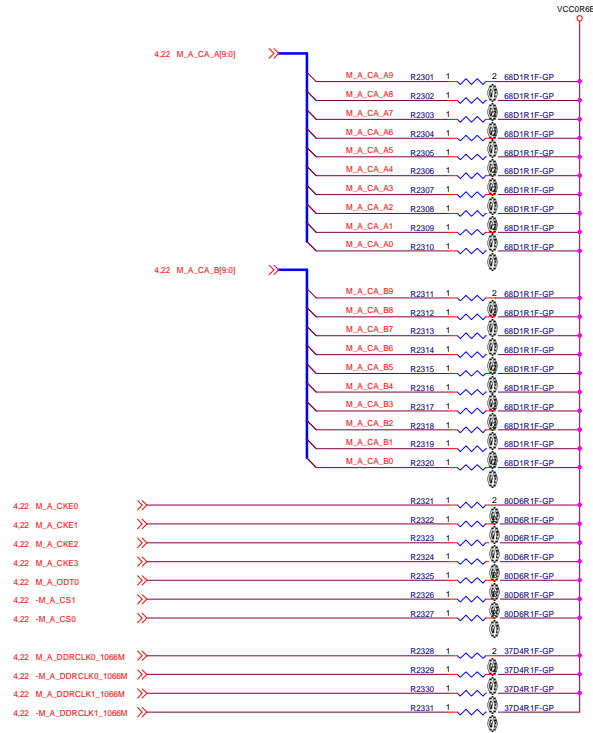 VCC0R6B
4,22 M_A_CA_A[9:0]
M_A_CA_A9 R2301 1 2 68D1R1F-GP
M_A_CA_A8 R2302 1 68D1R1F-GP
M_A_CA_A7 R2303 1 68D1R1F-GP
M_A_CA_A6 R2304 1 68D1R1F-GP
M_A_CA_A5 R2305 1 68D1R1F-GP
M_A_CA_A4 R2306 1 68D1R1F-GP
M_A_CA_A3 R2307 1 68D1R1F-GP
M_A_CA_A2 R2308 1 68D1R1F-GP
M_A_CA_A1 R2309 1 68D1R1F-GP
M_A_CA_A0 R2310 1 68D1R1F-GP
4,22 M_A_CA_B[9:0]
M_A_CA_B9 R2311 1 2 68D1R1F-GP
M_A_CA_B8 R2312 1 68D1R1F-GP
M_A_CA_B7 R2313 1 68D1R1F-GP
M_A_CA_B6 R2314 1 68D1R1F-GP
M_A_CA_B5 R2315 1 68D1R1F-GP
M_A_CA_B4 R2316 1 68D1R1F-GP
M_A_CA_B3 R2317 1 68D1R1F-GP
M_A_CA_B2 R2318 1 68D1R1F-GP
M_A_CA_B1 R2319 1 68D1R1F-GP
M_A_CA_B0 R2320 1 68D1R1F-GP
4,22 M_A_CKE0 R2321 1 2 80D6R1F-GP
4,22 M_A_CKE1 R2322 1 80D6R1F-GP
4,22 M_A_CKE2 R2323 1 80D6R1F-GP
4,22 M_A_CKE3 R2324 1 80D6R1F-GP
4,22 M_A_ODT0 R2325 1 80D6R1F-GP
4,22 -M_A_CS1 R2326 1 80D6R1F-GP
4,22 -M_A_CS0 R2327 1 80D6R1F-GP
4,22 M_A_DDRCLK0_1066M R2328 1 2 37D4R1F-GP
4,22 -M_A_DDRCLK0_1066M R2329 1 37D4R1F-GP
4,22 M_A_DDRCLK1_1066M R2330 1 37D4R1F-GP
4,22 -M_A_DDRCLK1_1066M R2331 1 37D4R1F-GP